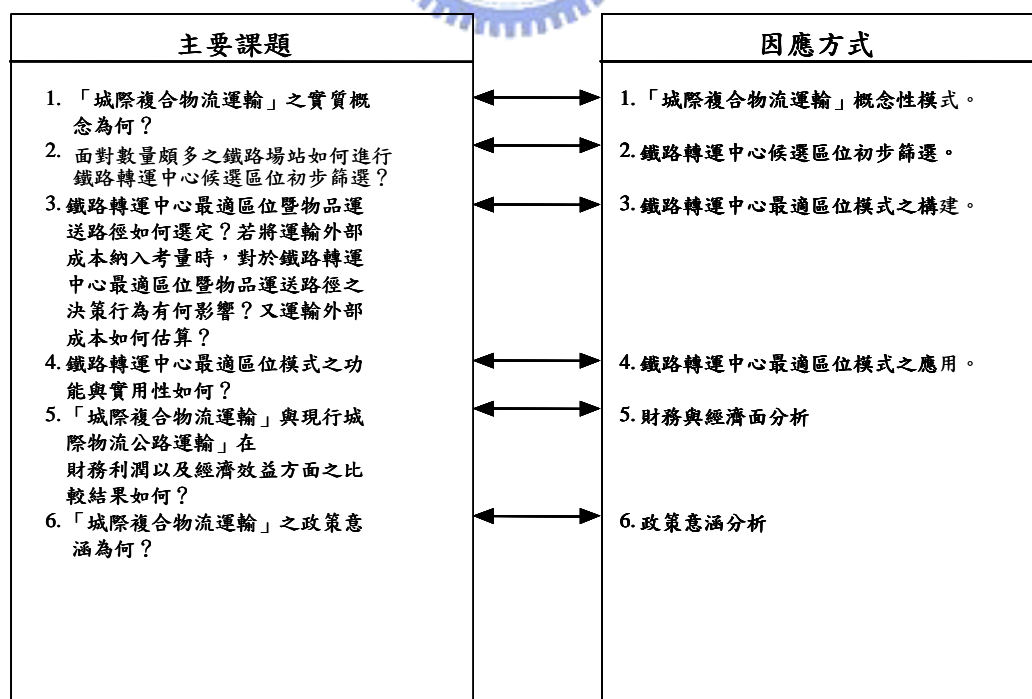 主要課題
1. 「城際複合物流運輸」之實質概
念為何？
2. 面對數量頗多之鐵路場站如何進行
鐵路轉運中心候選區位初步篩選？
3. 鐵路轉運中心最適區位暨物品運
送路徑如何選定？若將運輸外部
成本納入考量時，對於鐵路轉運
中心最適區位暨物品運送路徑之
決策行為有何影響？又運輸外部
成本如何估算？
4. 鐵路轉運中心最適區位模式之功
能與實用性如何？
5. 「城際複合物流運輸」與現行城
際物流公路運輸」在
財務利潤以及經濟效益方面之比
較結果如何？
6. 「城際複合物流運輸」之政策意
涵為何？
因應方式
1. 「城際複合物流運輸」概念性模式。
2. 鐵路轉運中心候選區位初步篩選。
3. 鐵路轉運中心最適區位模式之構建。
4. 鐵路轉運中心最適區位模式之應用。
5. 財務與經濟面分析
6. 政策意涵分析